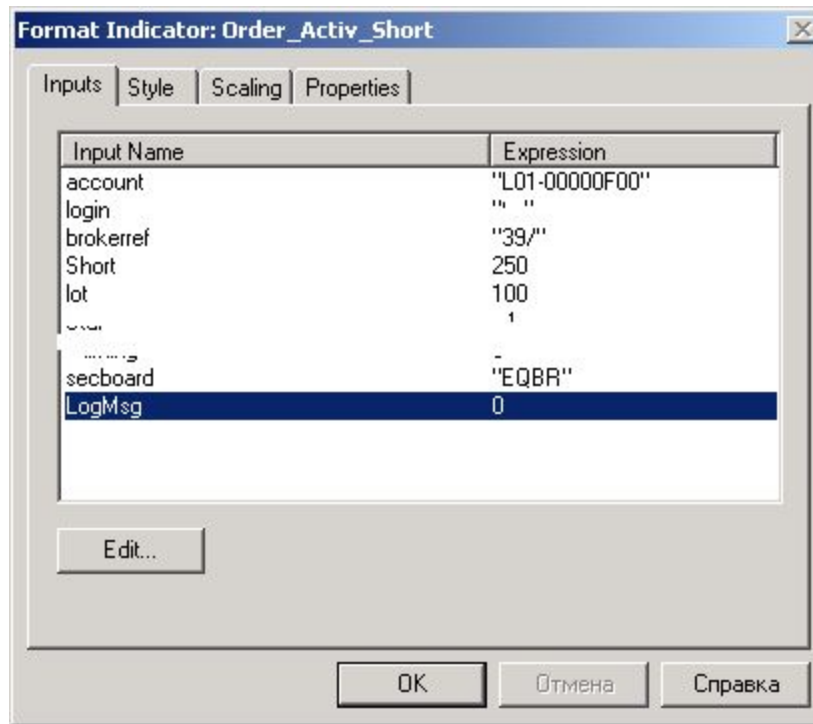 Format Indicator: Order_Activ_Short
Inputs Style Scaling Properties
Input Name Expression
account "L01-00000F00"
login
brokerref "39/"
Short 250
lot 100
secboard "EQBR"
LogMsg 0
Edit...
OK Отмена Справка